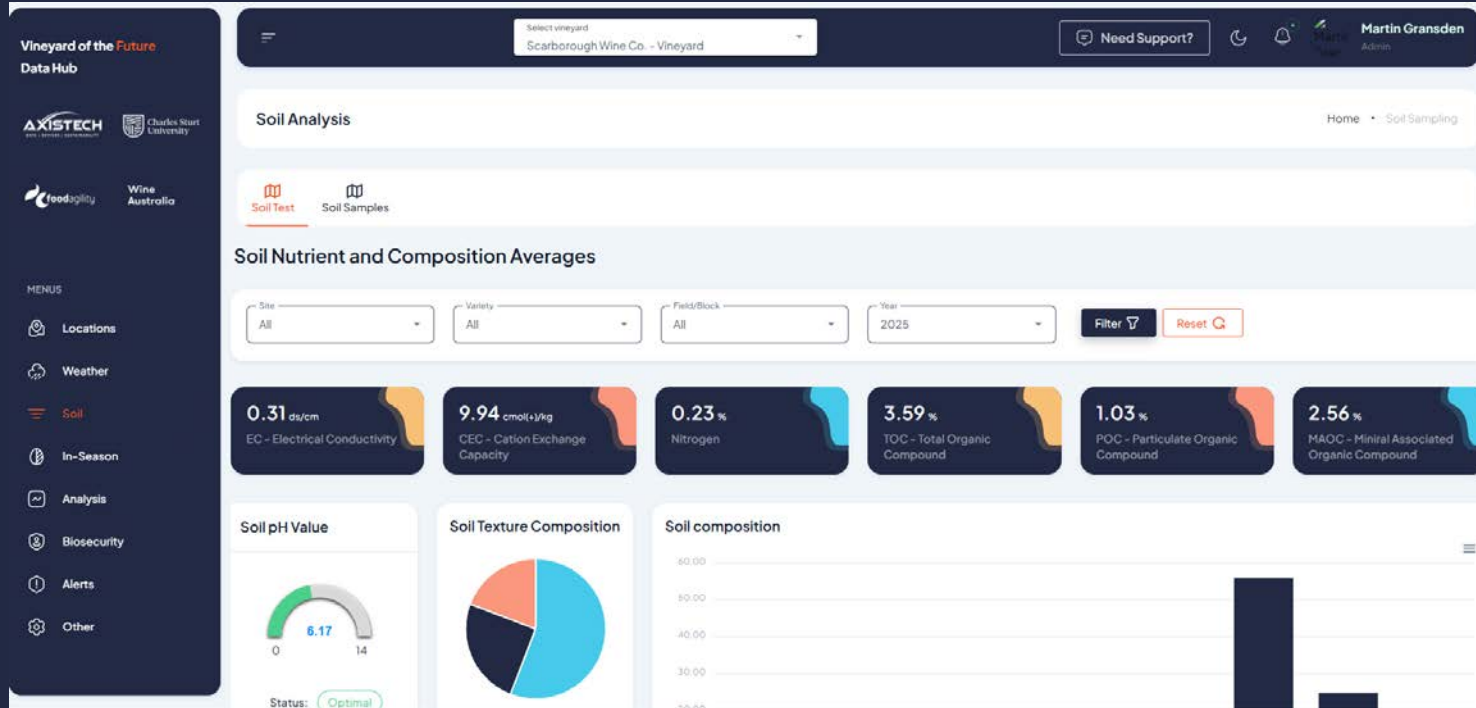 Vineyard of the Future
Data Hub
AXISTECH
Charles Sturt
University
foodagility
Wine
Australia
MENUS
Locations
Weather
Soil
In-Season
Analysis
Biosecurity
Alerts
Other
Select vineyard
Scarborough Wine Co. - Vineyard
Need Support?
Martin Gransden
Admin
Soil Analysis
Home • Soil Sampling
Soil Test
Soil Samples
Soil Nutrient and Composition Averages
Site
All
Variety
All
Field/Block
All
Year
2025
Filter
Reset
0.31 ds/cm
EC - Electrical Conductivity
9.94 cmol(+)/kg
CEC - Cation Exchange
Capacity
0.23 %
Nitrogen
3.59 %
TOC - Total Organic
Compound
1.03 %
POC - Particulate Organic
Compound
2.56 %
MAOC - Miniral Associated
Organic Compound
Soil pH Value
6.17
0
14
Status: Optimal
Soil Texture Composition
Soil composition
60.00
50.00
40.00
30.00